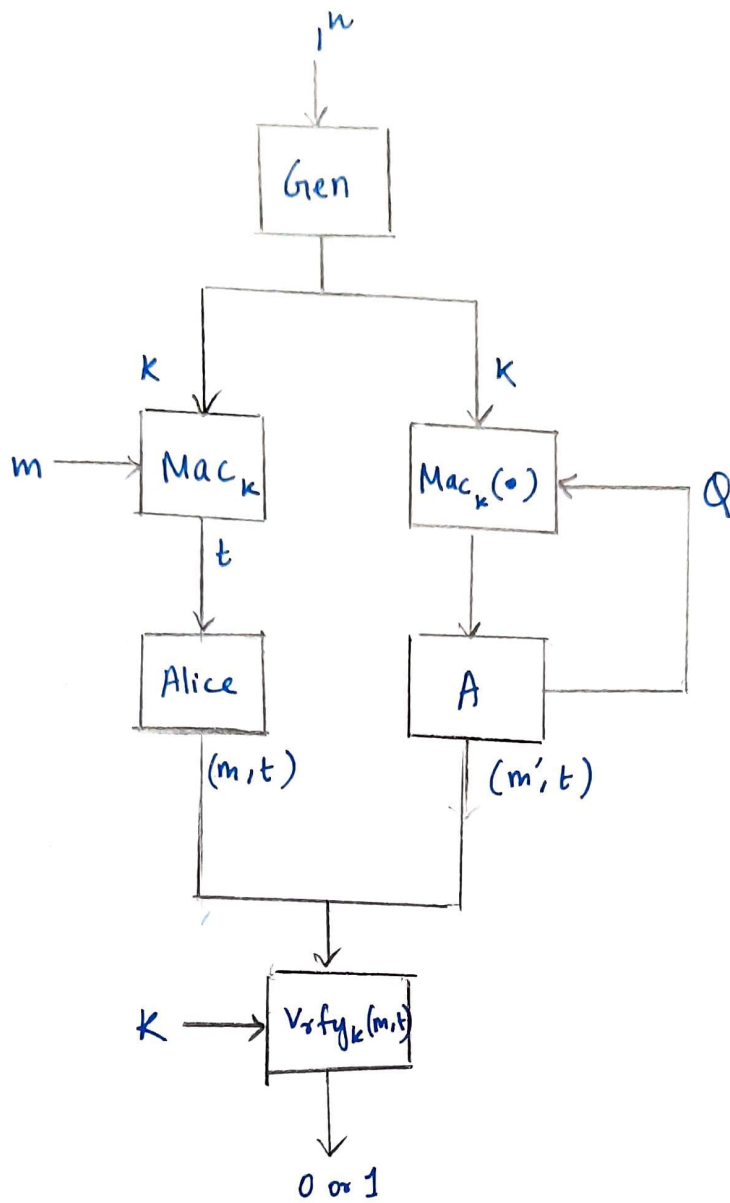 1^n
Gen
K K
m Mac_k Mac_k(•) Q
t
Alice A
(m,t) (m',t)
K Vrfy_k(m,t)
0 or 1